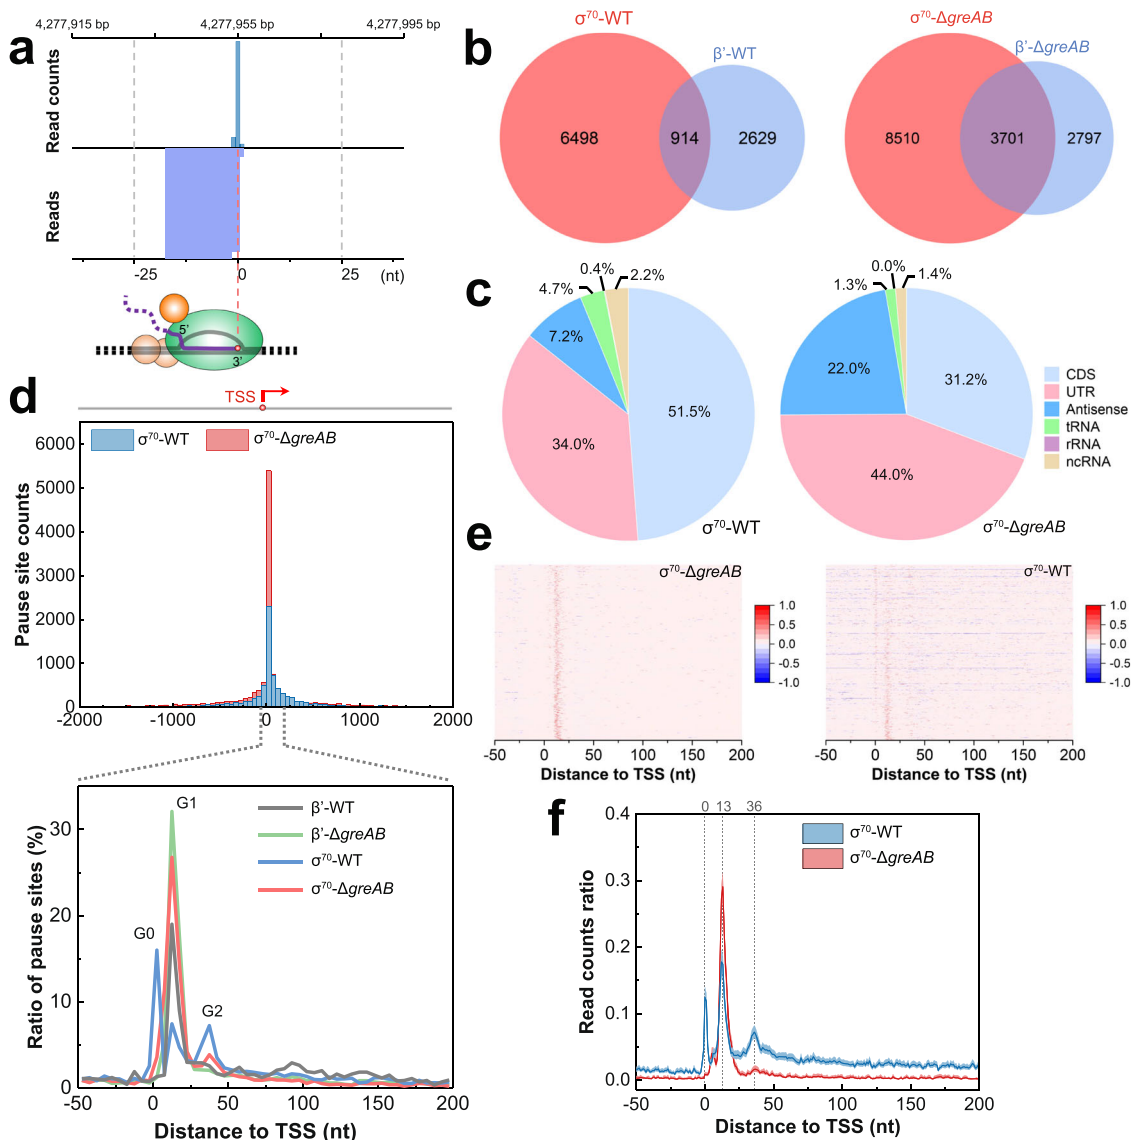 a
4,277,915 bp 4,277,955 bp 4,277,995 bp
Read counts
Reads
-25 0 25 (nt)
5'
3'
b
σ⁷⁰-WT
β'-WT
6498 914 2629
σ⁷⁰-ΔgreAB
β'-ΔgreAB
8510 3701 2797
c
4.7% 0.4% 2.2%
7.2%
51.5%
34.0%
σ⁷⁰-WT
1.3% 0.0% 1.4%
22.0%
31.2%
44.0%
σ⁷⁰-ΔgreAB
CDS
UTR
Antisense
tRNA
rRNA
ncRNA
d
TSS
σ⁷⁰-WT σ⁷⁰-ΔgreAB
Pause site counts
6000
5000
4000
3000
2000
1000
0
-2000 -1000 0 1000 2000
G0
G1
G2
β'-WT
β'-ΔgreAB
σ⁷⁰-WT
σ⁷⁰-ΔgreAB
Ratio of pause sites (%)
30
20
10
0
-50 0 50 100 150 200
Distance to TSS (nt)
e
σ⁷⁰-ΔgreAB
1.0
0.5
0.0
-0.5
-1.0
-50 0 50 100 150 200
Distance to TSS (nt)
σ⁷⁰-WT
1.0
0.5
0.0
-0.5
-1.0
-50 0 50 100 150 200
Distance to TSS (nt)
f
0 13 36
σ⁷⁰-WT
σ⁷⁰-ΔgreAB
Read counts ratio
0.4
0.3
0.2
0.1
0.0
-50 0 50 100 150 200
Distance to TSS (nt)